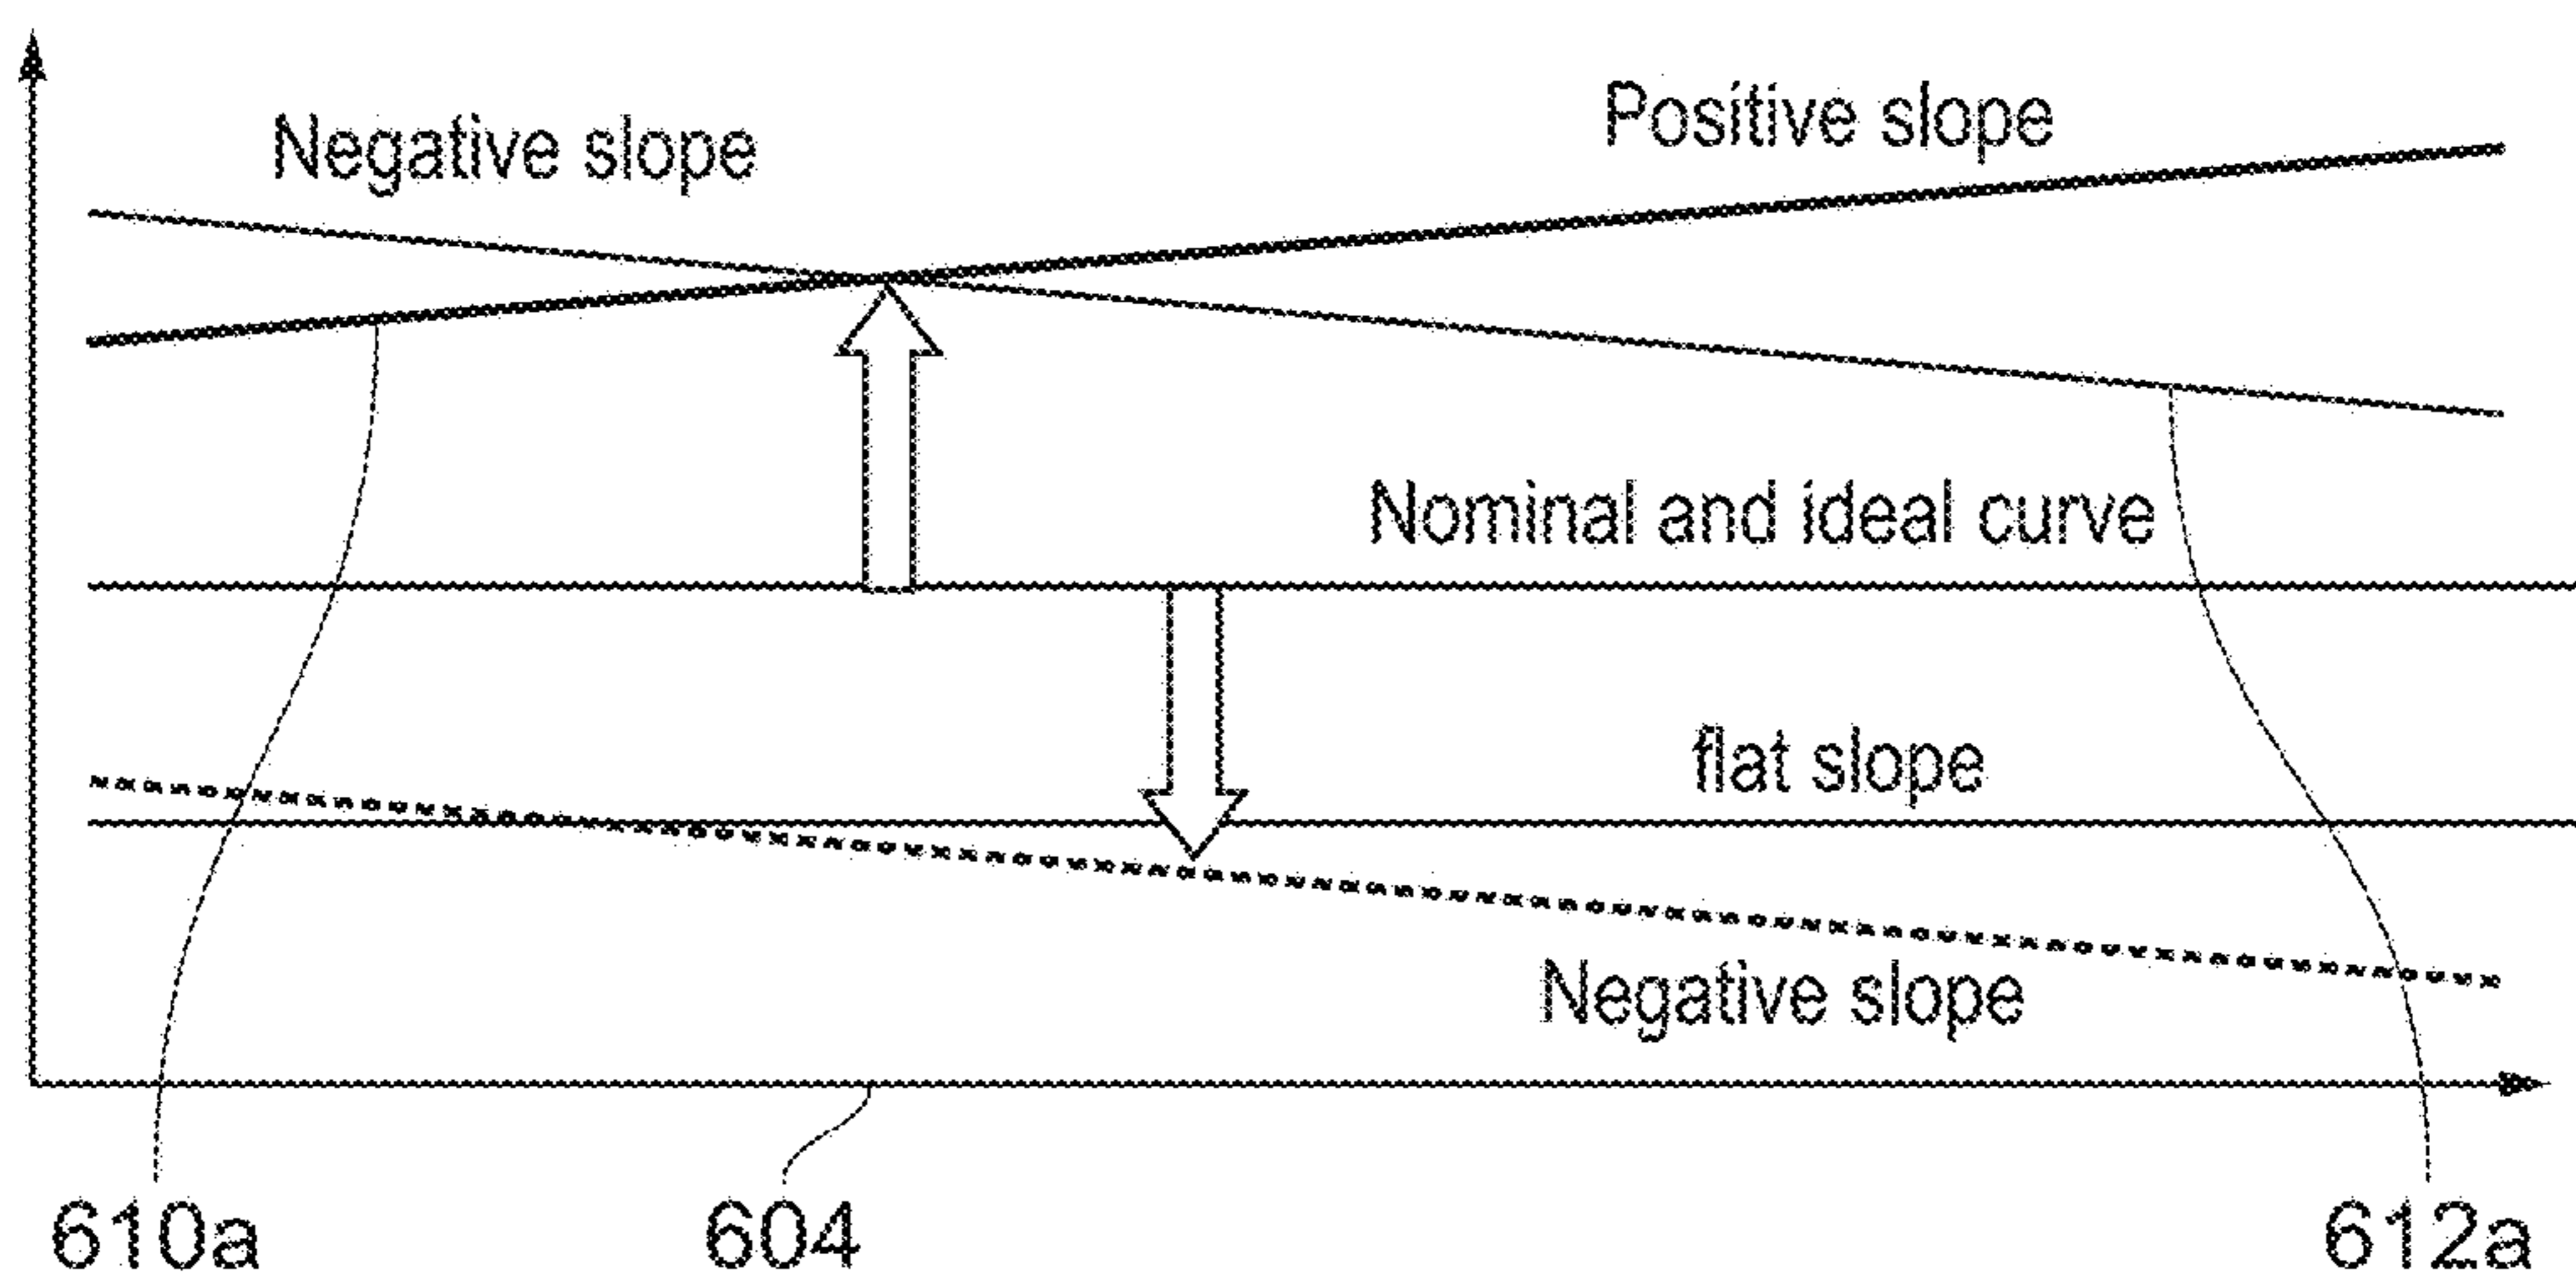 Positive slope
Negative slope
Nominal and ideal curve
flat slope
Negative slope
610a
604
612a